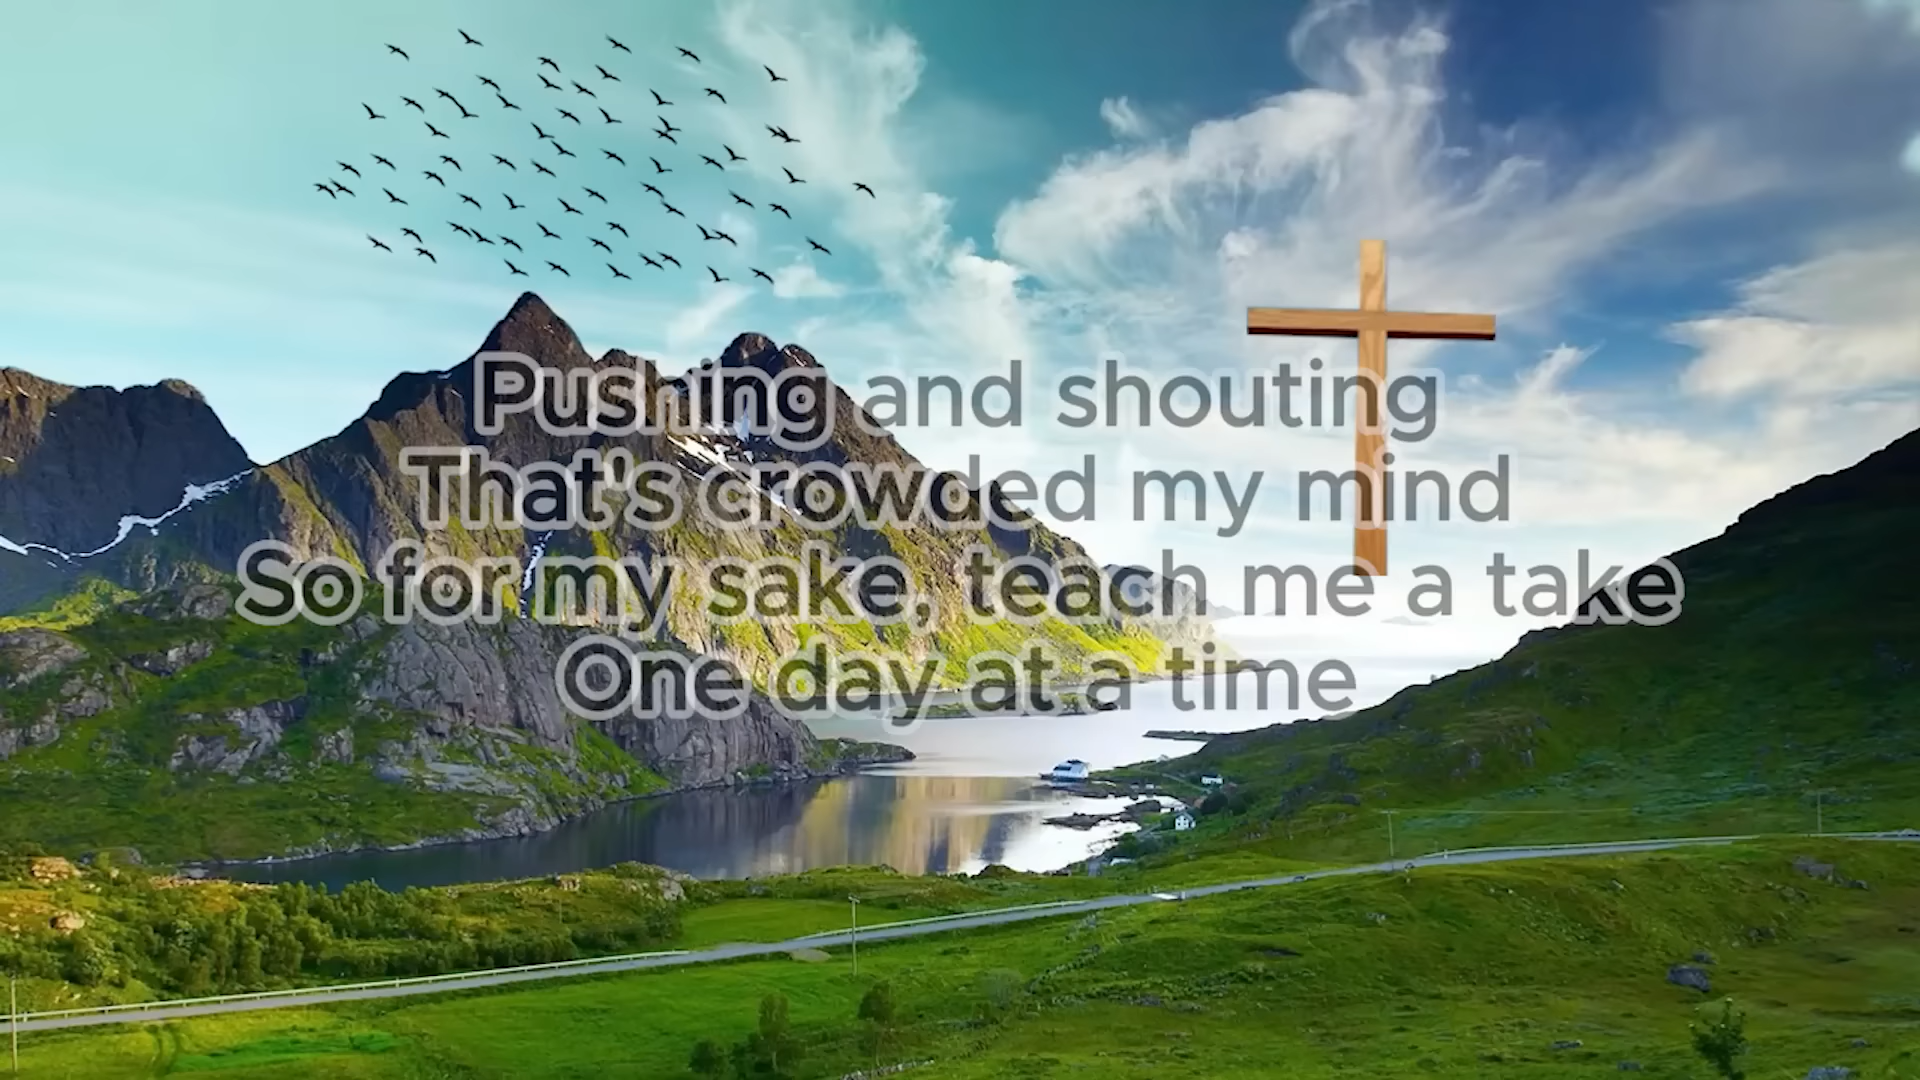 Pushing and shouting
That's crowded my mind
So for my sake, teach me a take
One day at a time